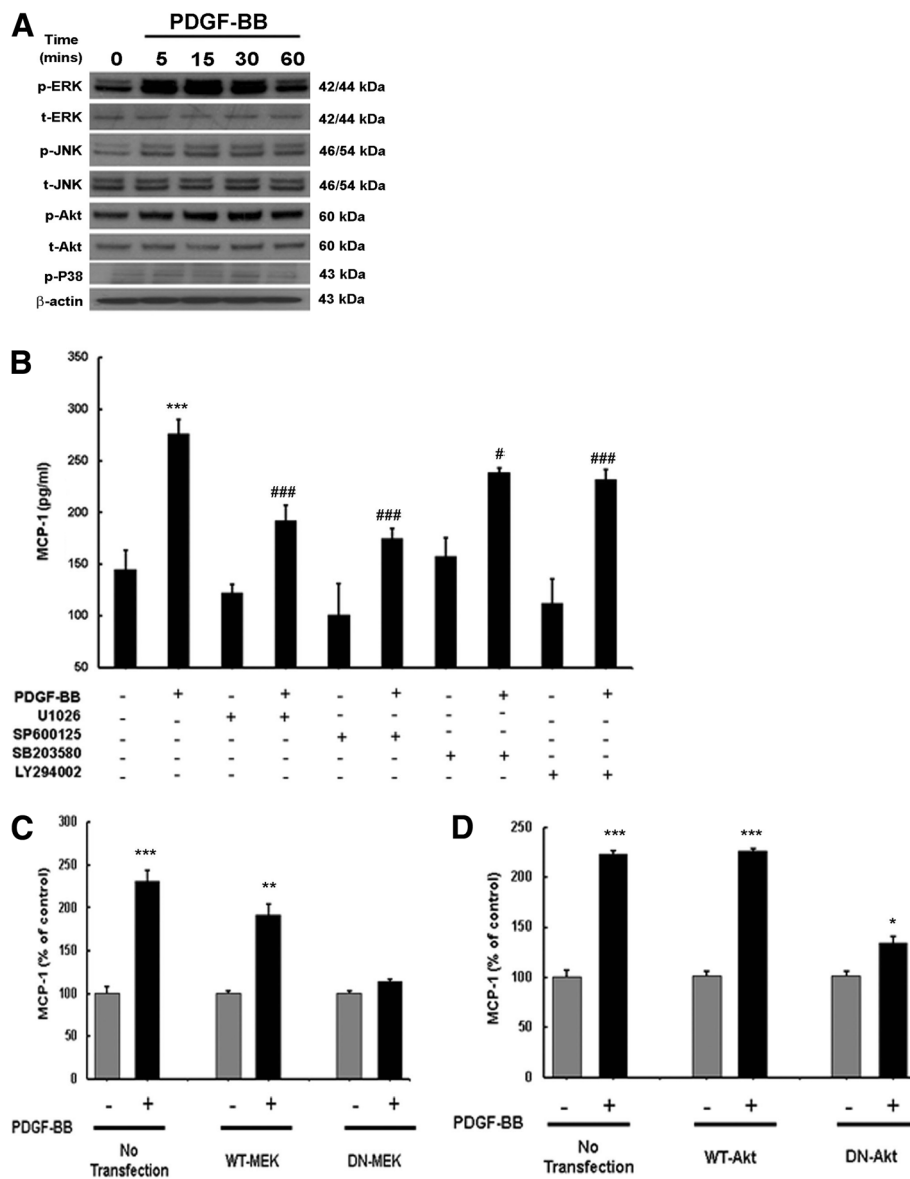 A
PDGF-BB
Time
(mins)
0 5 15 30 60
p-ERK 42/44 kDa
t-ERK 42/44 kDa
p-JNK 46/54 kDa
t-JNK 46/54 kDa
p-Akt 60 kDa
t-Akt 60 kDa
p-P38 43 kDa
β-actin 43 kDa
B
350
300
250
200
150
100
50
MCP-1 (pg/ml)
***
###
###
#
###
PDGF-BB - + - + - + - + - +
U1026 - - + + - - - - - -
SP600125 - - - - + + - - - -
SB203580 - - - - - - + + - -
LY294002 - - - - - - - - + +
C
300
250
200
150
100
50
0
MCP-1 (% of control)
***
**
PDGF-BB - + - + - +
No
Transfection
WT-MEK
DN-MEK
D
250
200
150
100
50
0
MCP-1 (% of control)
***
***
*
PDGF-BB - + - + - +
No
Transfection
WT-Akt
DN-Akt